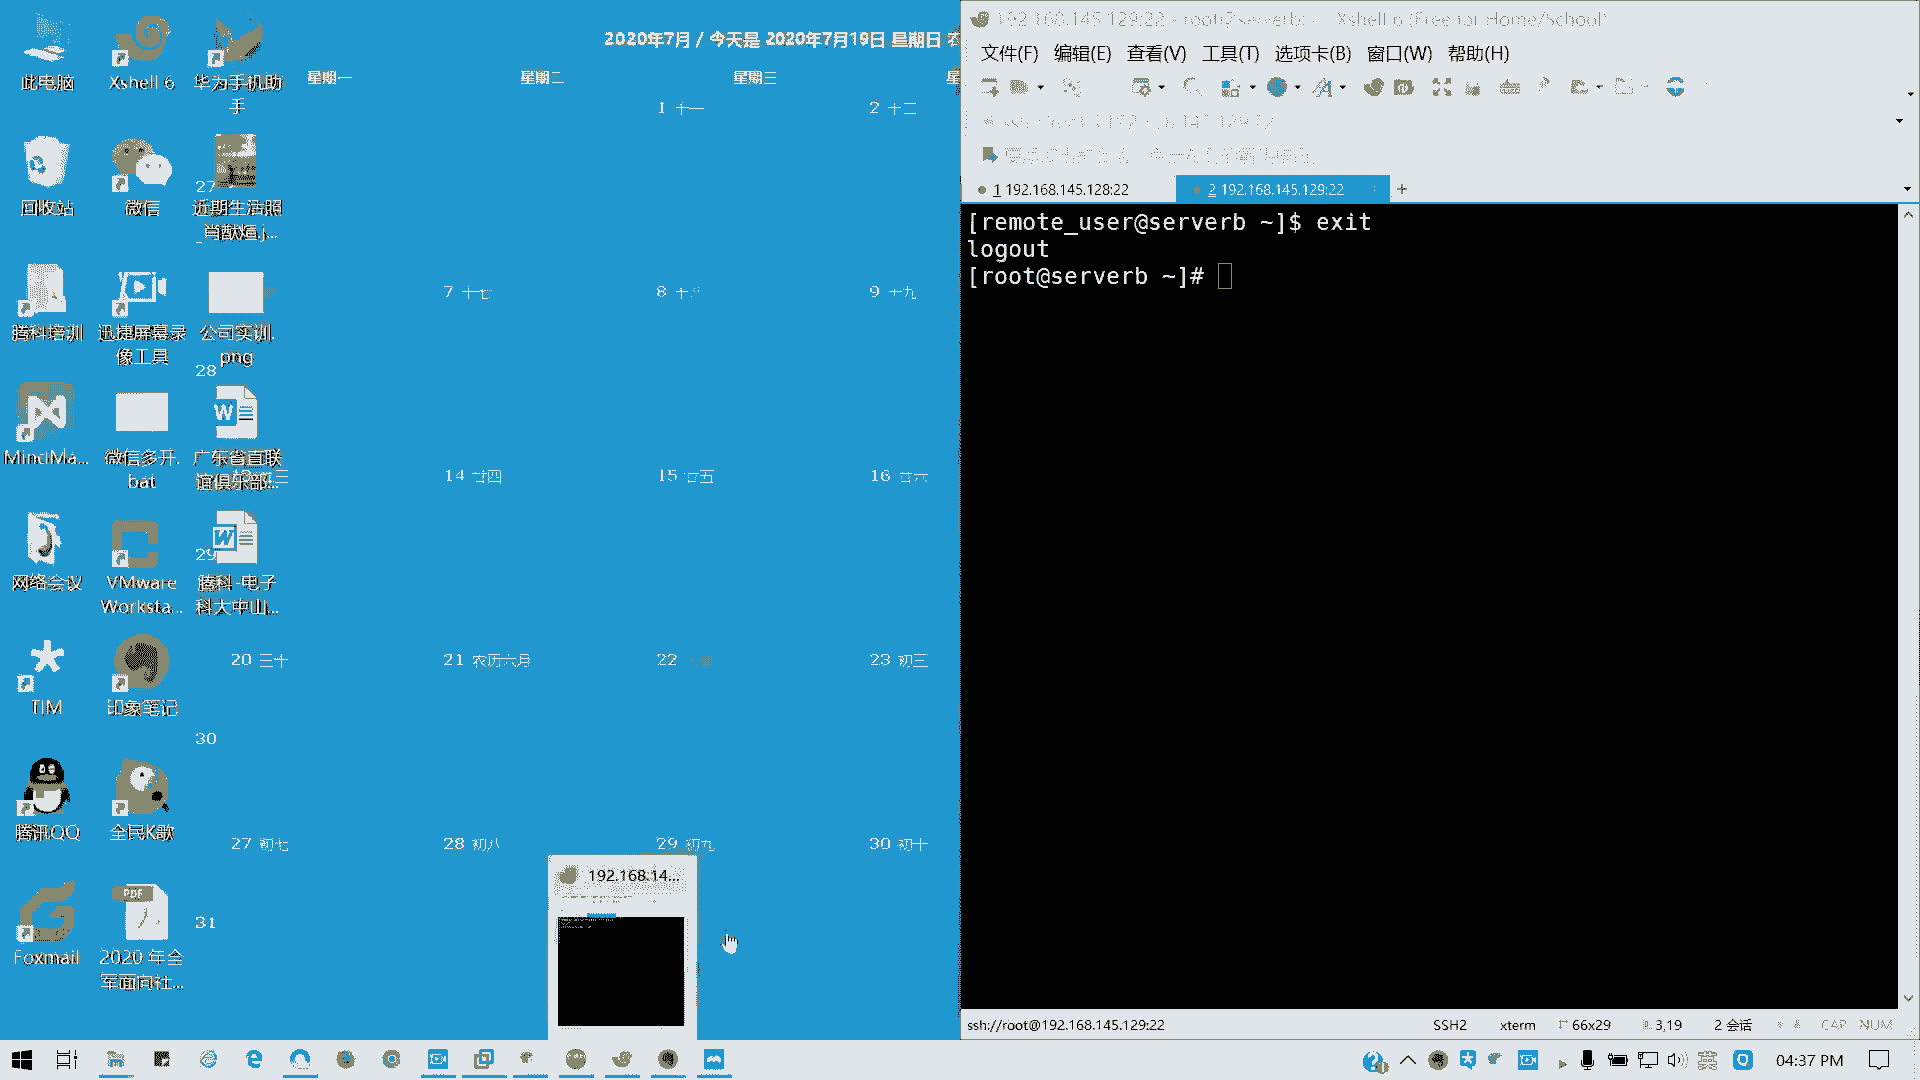 2020年7月 / 今天是 2020年7月19日 星期日
星期一
星期二
星期三
1 十一
2 十二
27
7 十七
8 十八
9 十九
28
14 廿四
15 廿五
16 廿六
29
20 三十
21 农历六月
22
23 初三
30
27 初七
28 初八
29 初九
30 初十
31
此电脑
Xshell 6
华为手机助
手
回收站
微信
近期生活照
腾科培训
迅捷屏幕录
像工具
公司实训.
png
MindMa...
微信多开.
bat
广东省直联
谊俱乐部...
网络会议
VMware
Worksta...
腾科-电子
科大中山...
TIM
印象笔记
腾讯QQ
全民K歌
Foxmail
PDF
2020 年全
军面向社...
192.168.14...
192.168.145.129:22 - root@serverb:~ - Xshell 6 (Free for Home/School)
文件(F) 编辑(E) 查看(V) 工具(T) 选项卡(B) 窗口(W) 帮助(H)
1 192.168.145.128:22
2 192.168.145.129:22
+
[remote_user@serverb ~]$ exit
logout
[root@serverb ~]#
ssh://root@192.168.145.129:22
SSH2
xterm
66x29
3,19
2 会话
CAP
NUM
04:37 PM